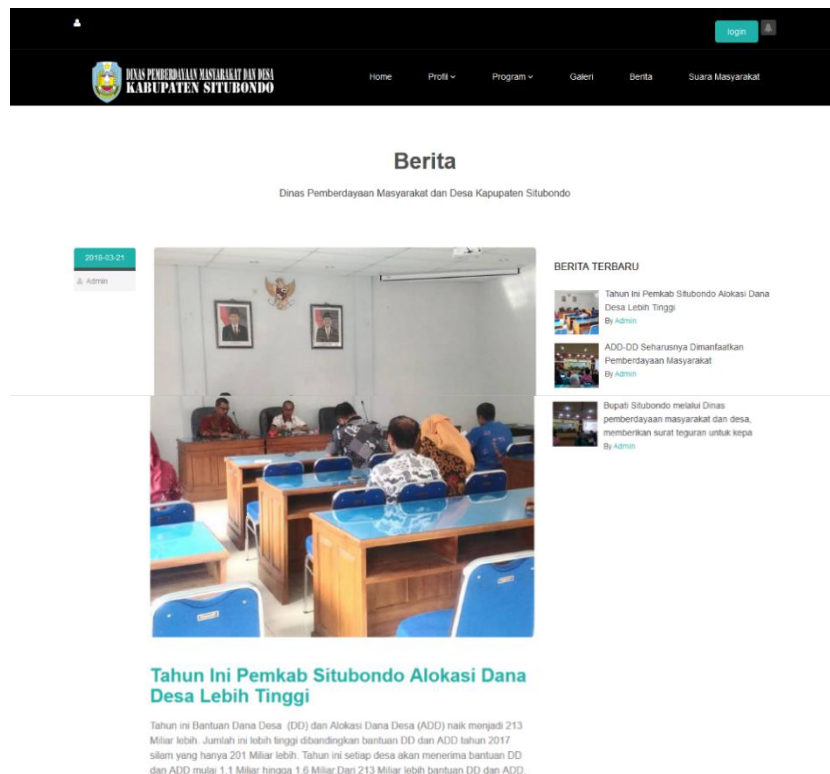 login
DINAS PEMBERDAYAAN MASYARAKAT DAN DESA
KABUPATEN SITUBONDO
Home Profil Program Galeri Berita Suara Masyarakat
Berita
Dinas Pemberdayaan Masyarakat dan Desa Kapupaten Situbondo
2018-03-21
Admin
BERITA TERBARU
Tahun Ini Pemkab Situbondo Alokasi Dana
Desa Lebih Tinggi
By Admin
ADD-DD Seharusnya Dimanfaatkan
Pemberdayaan Masyarakat
By Admin
Bupati Situbondo melalui Dinas
pemberdayaan masyarakat dan desa,
memberikan surat teguran untuk kepa
By Admin
Tahun Ini Pemkab Situbondo Alokasi Dana
Desa Lebih Tinggi
Tahun ini Bantuan Dana Desa (DD) dan Alokasi Dana Desa (ADD) naik menjadi 213
Miliar lebih. Jumlah ini lebih tinggi dibandingkan bantuan DD dan ADD tahun 2017
silam yang hanya 201 Miliar lebih. Tahun ini setiap desa akan menerima bantuan DD
dan ADD mulai 1.1 Miliar hingga 1.6 Miliar.Dari 213 Miliar lebih bantuan DD dan ADD,